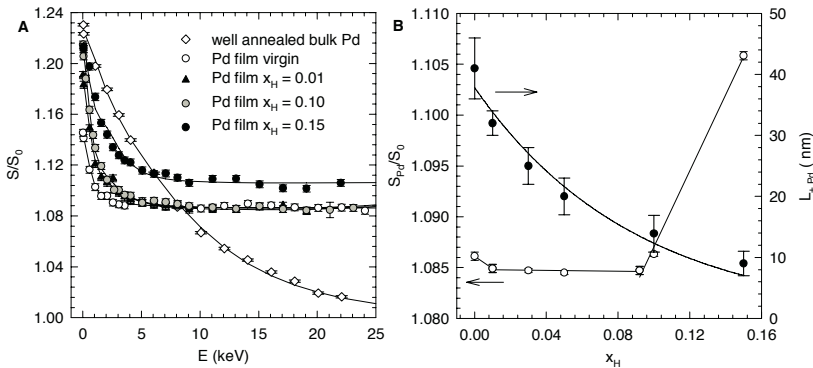 A
1.24
1.20
1.16
1.12
1.08
1.04
1.00
S/S0
0 5 10 15 20 25
E (keV)
well annealed bulk Pd
Pd film virgin
Pd film xH = 0.01
Pd film xH = 0.10
Pd film xH = 0.15
B
1.110
1.105
1.100
1.095
1.090
1.085
1.080
SPd/S0
0.00 0.04 0.08 0.12 0.16
xH
50
40
30
20
10
0
L+,Pd ( nm)